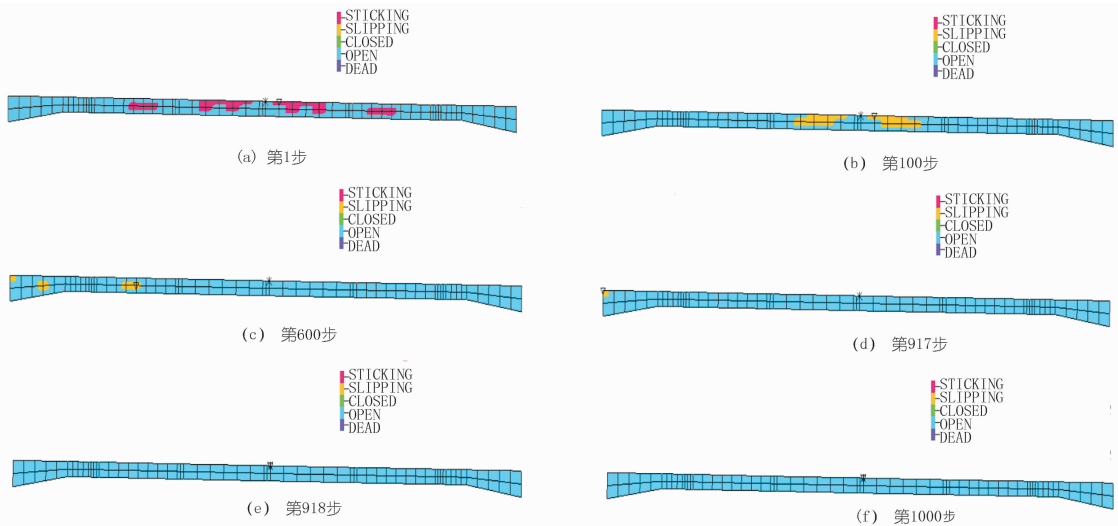 STICKING
SLIPPING
CLOSED
OPEN
DEAD
(a) 第1步
STICKING
SLIPPING
CLOSED
OPEN
DEAD
(b) 第100步
STICKING
SLIPPING
CLOSED
OPEN
DEAD
(c) 第600步
STICKING
SLIPPING
CLOSED
OPEN
DEAD
(d) 第917步
STICKING
SLIPPING
CLOSED
OPEN
DEAD
(e) 第918步
STICKING
SLIPPING
CLOSED
OPEN
DEAD
(f) 第1000步